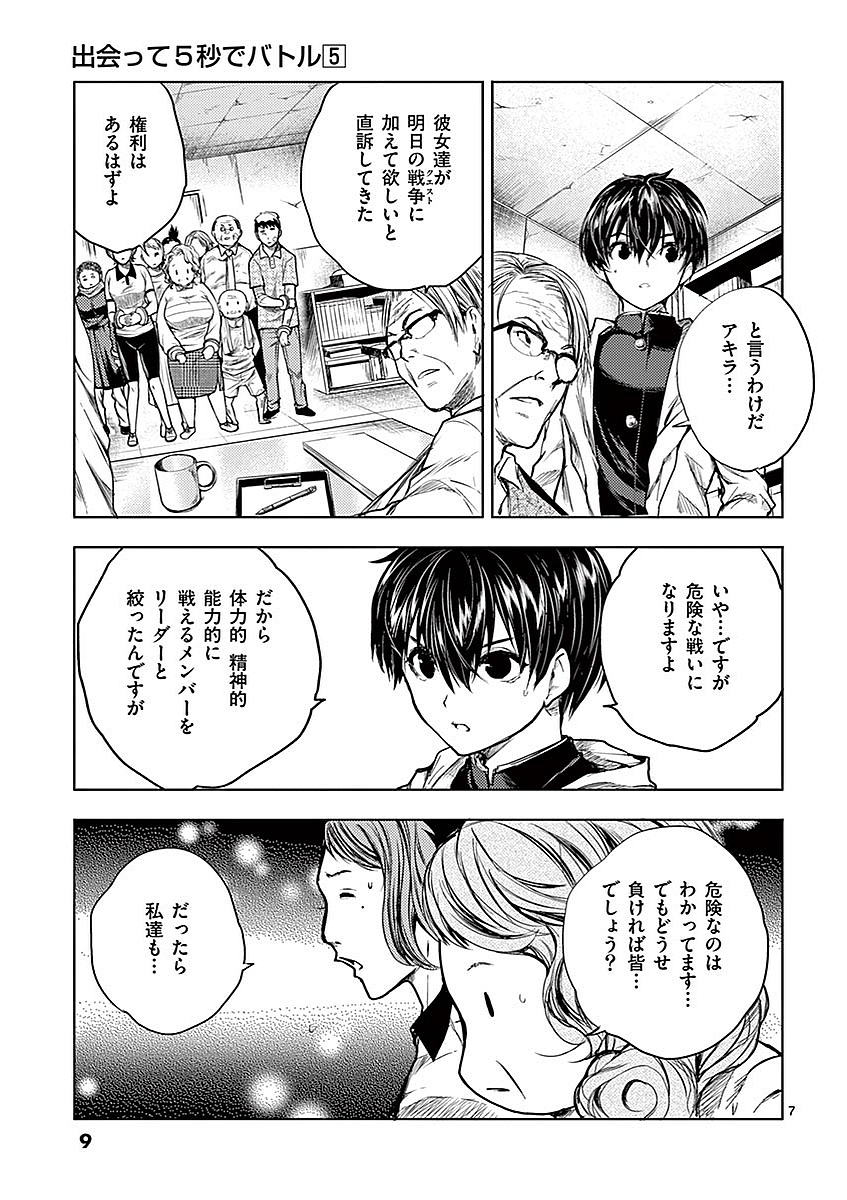 出会って5秒でバトル5
と言うわけだ
アキラ…
彼女達が
明日の戦争に
クエスト
加えて欲しいと
直訴してきた
権利は
あるはずよ
いや…ですが
危険な戦いに
なりますよ
だから
体力的 精神的
能力的に
戦えるメンバーを
リーダーと
絞ったんですが
危険なのは
わかってます…
でもどうせ
負ければ皆…
でしょう？
だったら
私達も…
7
9